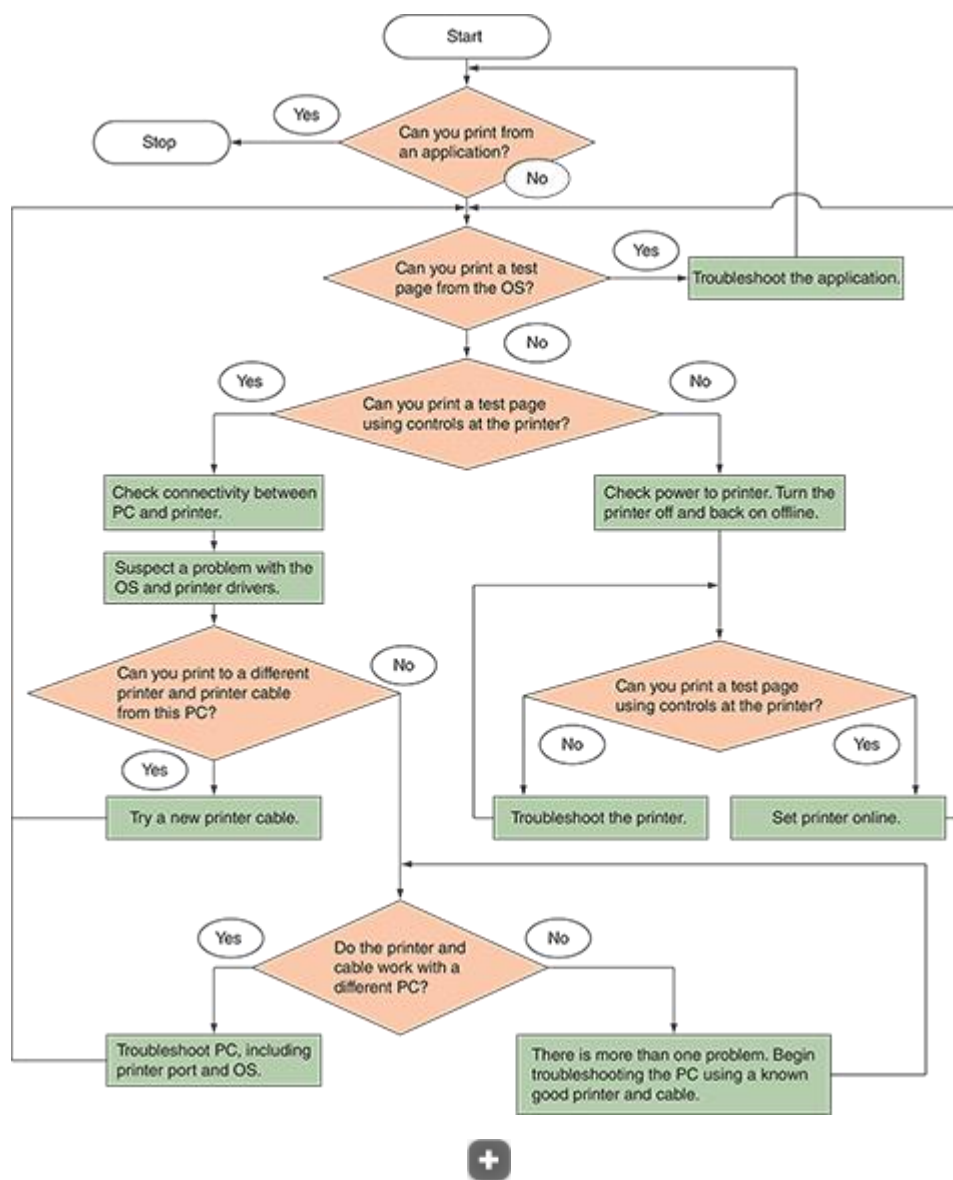 Start
Yes
Stop
Can you print from
an application?
No
Yes
Can you print a test
page from the OS?
Troubleshoot the application.
No
Yes
No
Can you print a test page
using controls at the printer?
Check connectivity between
PC and printer.
Check power to printer. Turn the
printer off and back on offline.
Suspect a problem with the
OS and printer drivers.
No
Can you print to a different
printer and printer cable
from this PC?
Can you print a test page
using controls at the printer?
Yes
No
Yes
Try a new printer cable.
Troubleshoot the printer.
Set printer online.
Yes
No
Do the printer and
cable work with a
different PC?
Troubleshoot PC, including
printer port and OS.
There is more than one problem. Begin
troubleshooting the PC using a known
good printer and cable.